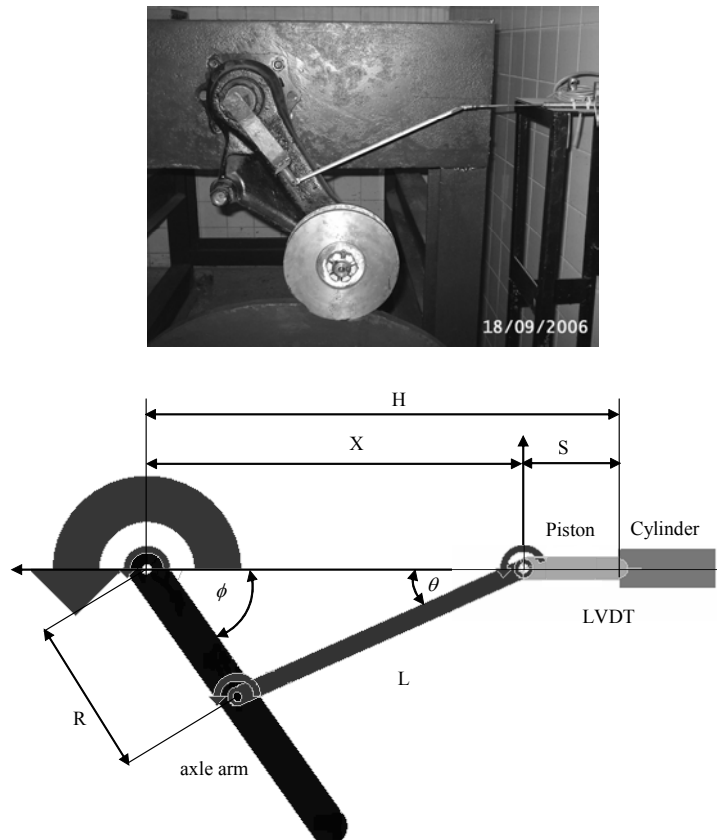 18/09/2006
H
X
S
Piston
Cylinder
ϕ
θ
LVDT
L
R
axle arm